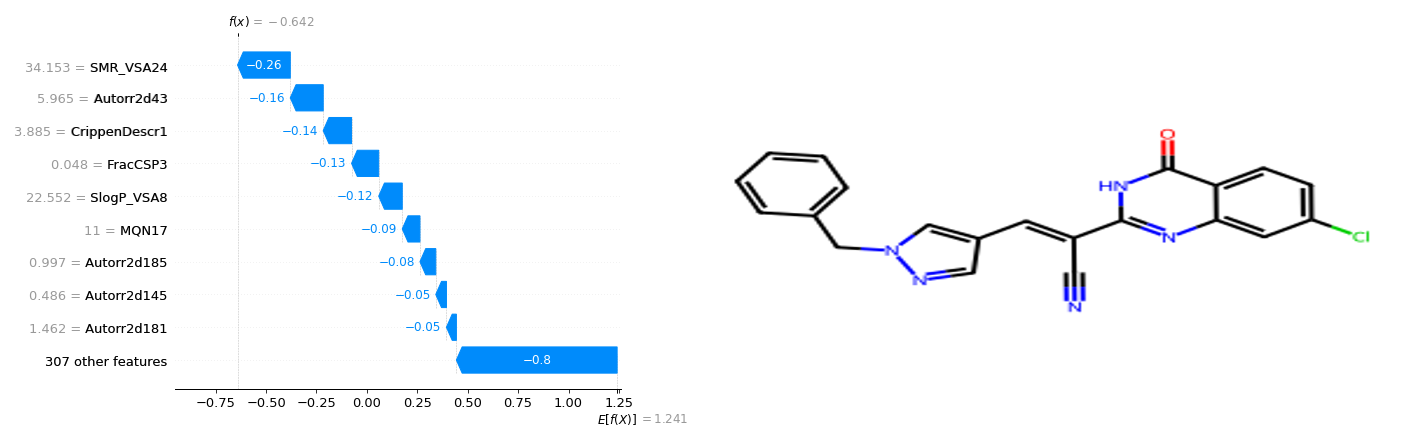 f(x) = −0.642
34.153 = SMR_VSA24
−0.26
5.965 = Autorr2d43
−0.16
3.885 = CrippenDescr1
−0.14
0.048 = FracCSP3
−0.13
22.552 = SlogP_VSA8
−0.12
11 = MQN17
−0.09
0.997 = Autorr2d185
−0.08
0.486 = Autorr2d145
−0.05
1.462 = Autorr2d181
−0.05
307 other features
−0.8
−0.75 −0.50 −0.25 0.00 0.25 0.50 0.75 1.00 1.25
E[f(X)] = 1.241
O
HN
N
Cl
N
N
N